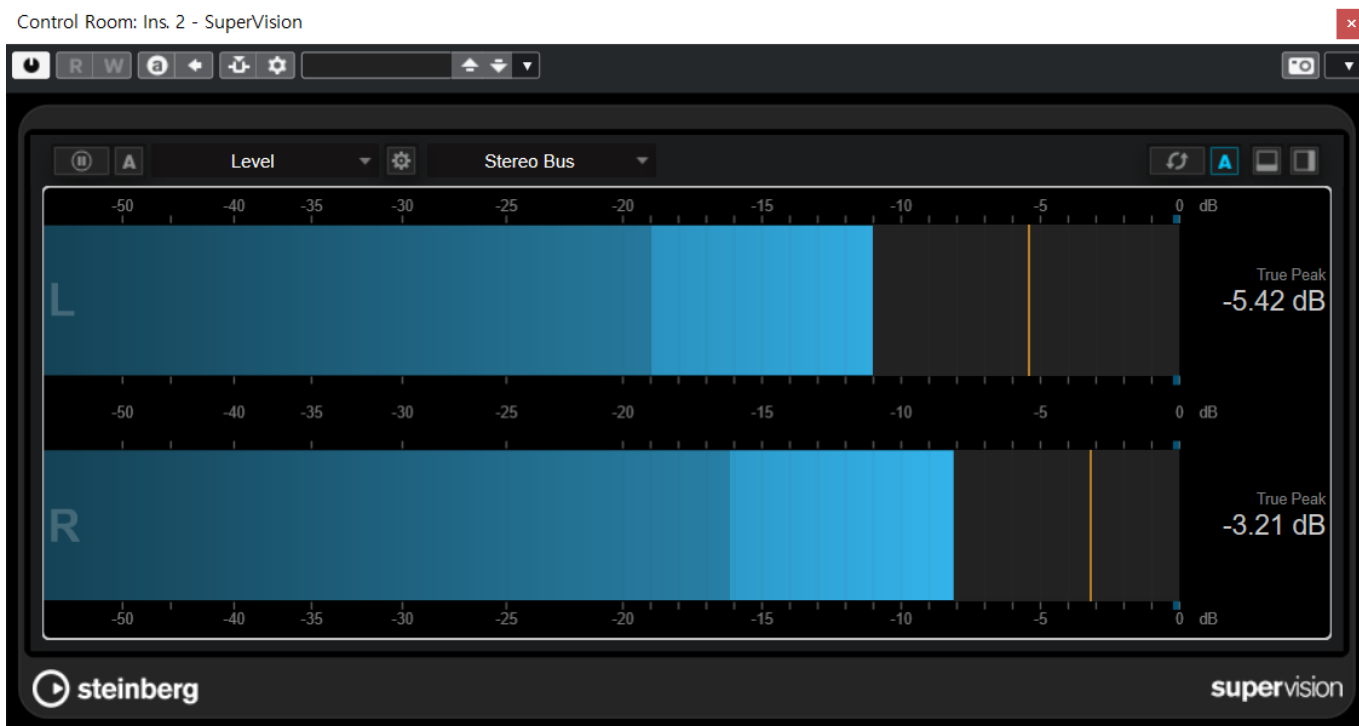 Control Room: Ins. 2 - SuperVision
R W a
A Level Stereo Bus A
-50 -40 -35 -30 -25 -20 -15 -10 -5 0 dB
L
True Peak
-5.42 dB
-50 -40 -35 -30 -25 -20 -15 -10 -5 0 dB
R
True Peak
-3.21 dB
-50 -40 -35 -30 -25 -20 -15 -10 -5 0 dB
steinberg supervision